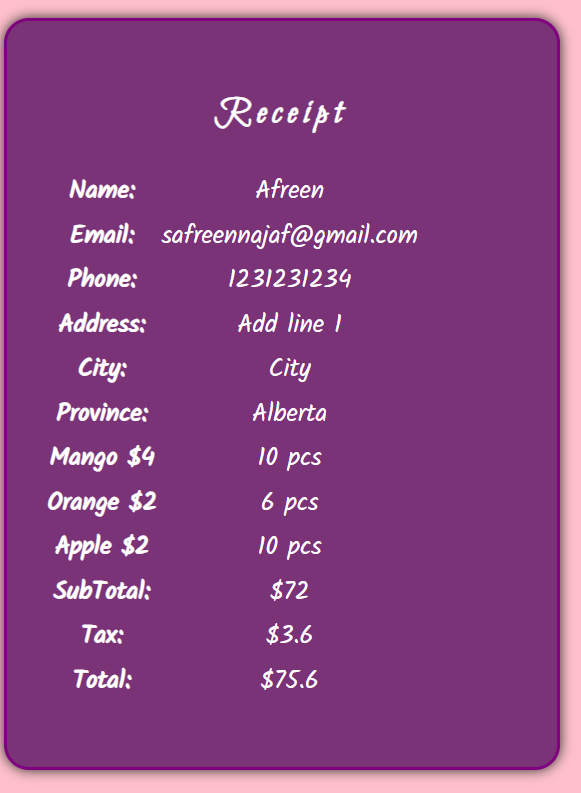 Receipt
Name: Afreen
Email: safreennajaf@gmail.com
Phone: 1231231234
Address: Add line 1
City: City
Province: Alberta
Mango $4 10 pcs
Orange $2 6 pcs
Apple $2 10 pcs
SubTotal: $72
Tax: $3.6
Total: $75.6